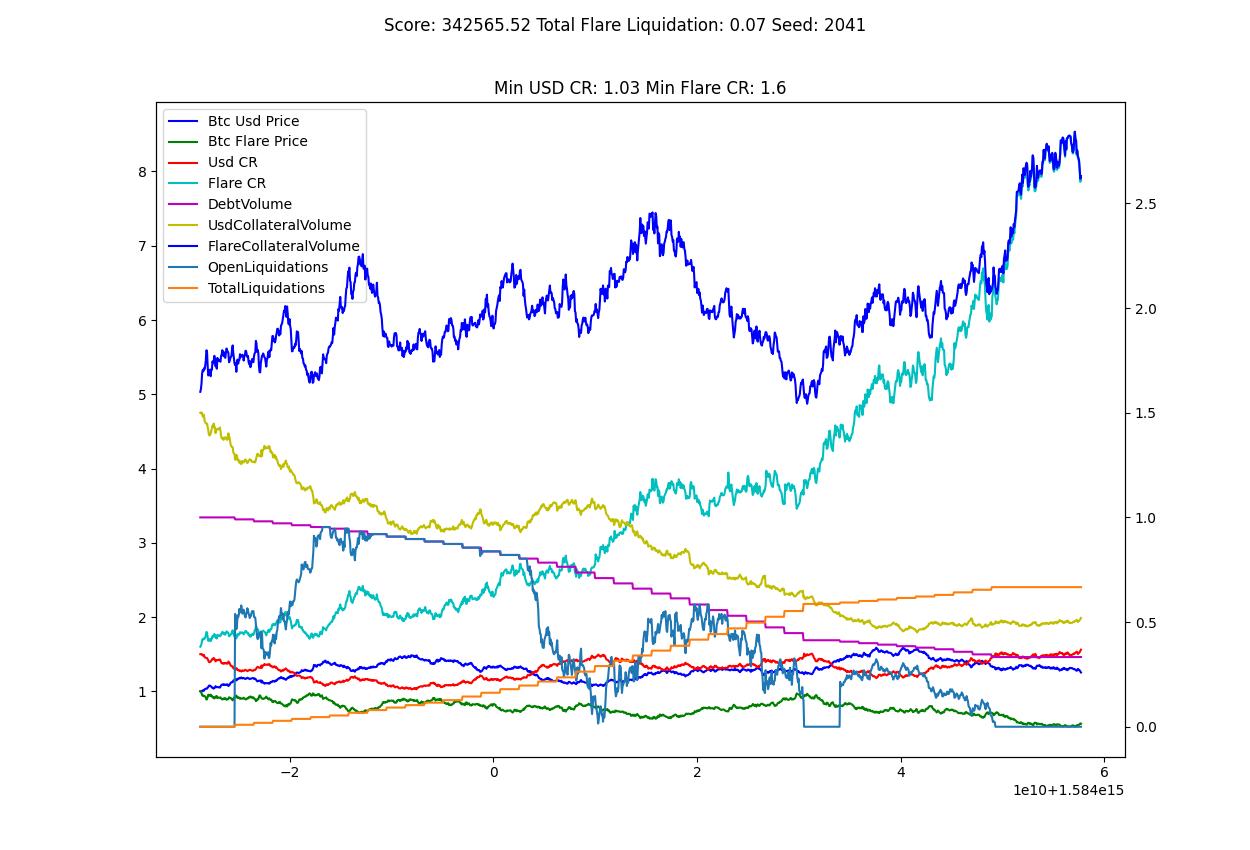 Score: 342565.52 Total Flare Liquidation: 0.07 Seed: 2041
Min USD CR: 1.03 Min Flare CR: 1.6
Btc Usd Price
Btc Flare Price
Usd CR
Flare CR
DebtVolume
UsdCollateralVolume
FlareCollateralVolume
OpenLiquidations
TotalLiquidations
8
7
6
5
4
3
2
1
2.5
2.0
1.5
1.0
0.5
0.0
−2 0 2 4 6
1e10+1.584e15